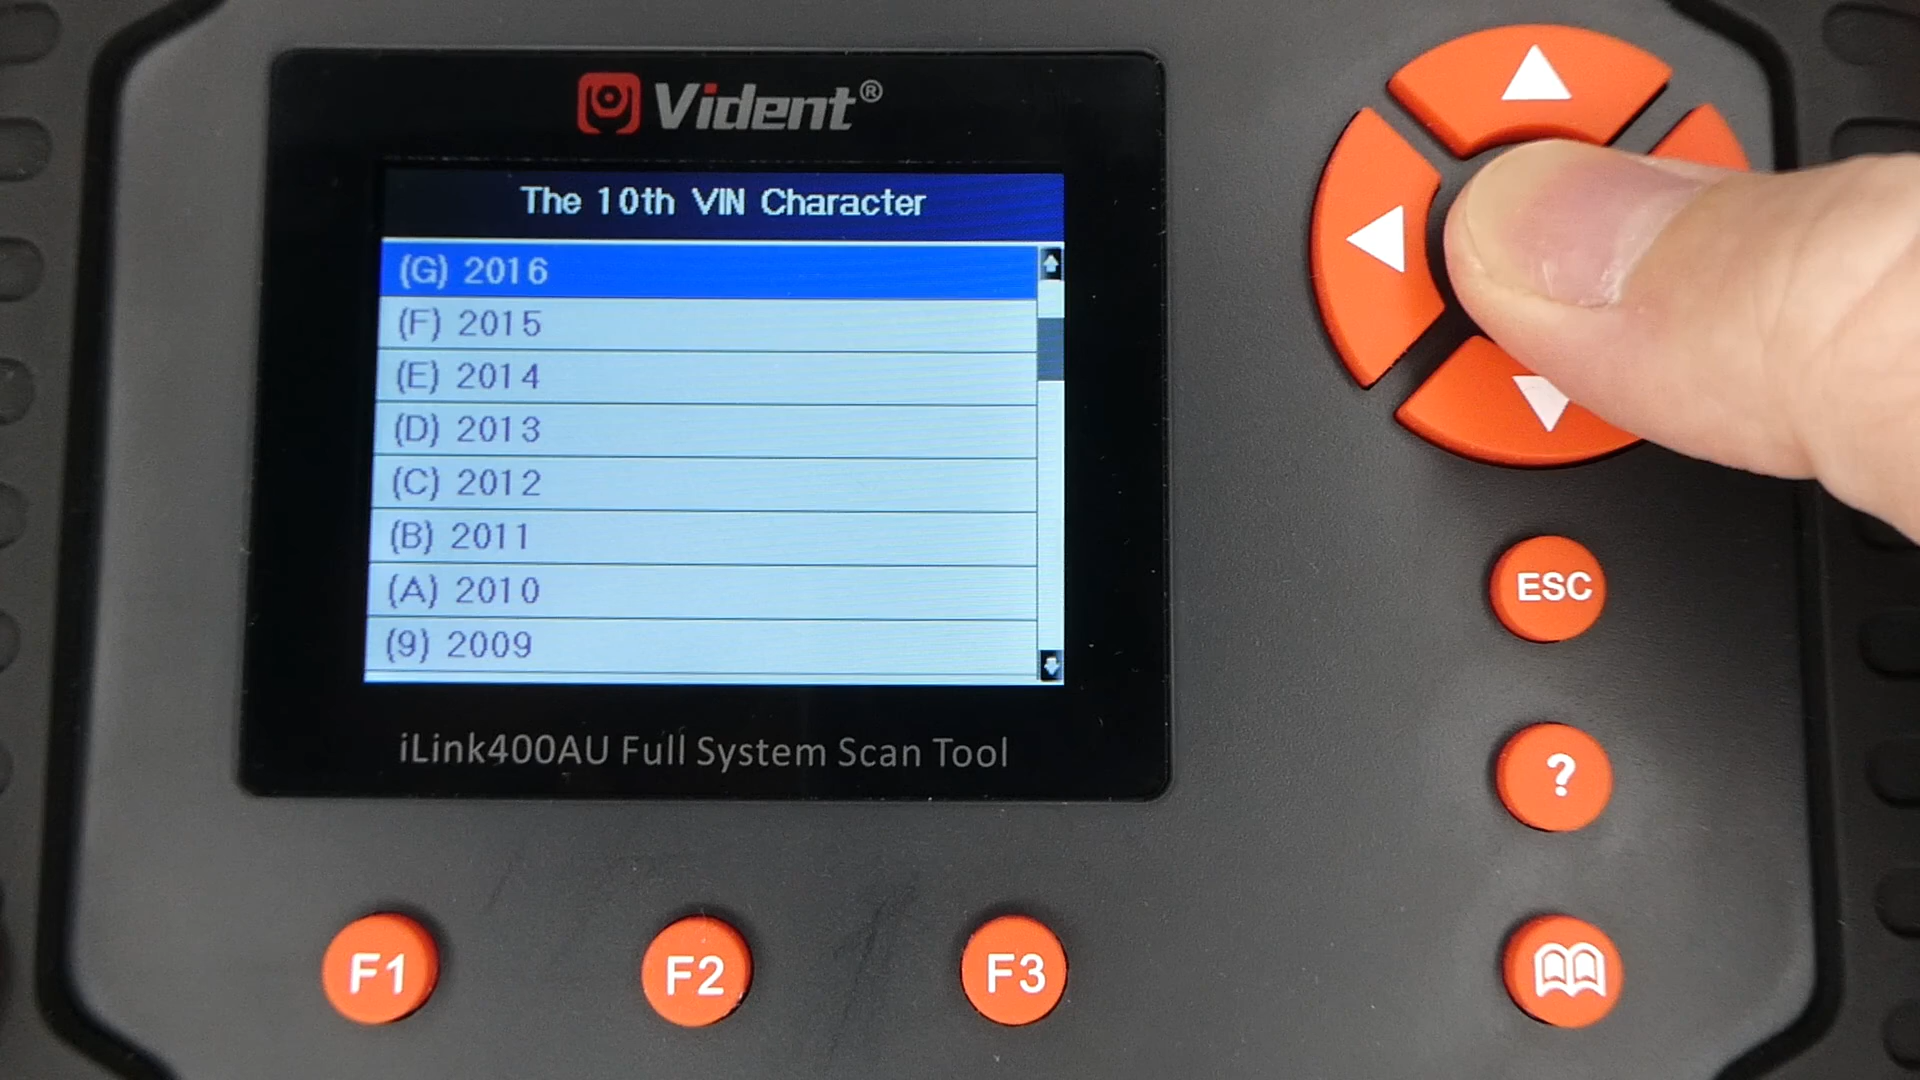 Vident®
The 10th VIN Character
(G) 2016
(F) 2015
(E) 2014
(D) 2013
(C) 2012
(B) 2011
(A) 2010
(9) 2009
iLink400AU Full System Scan Tool
ESC
?
F1 F2 F3